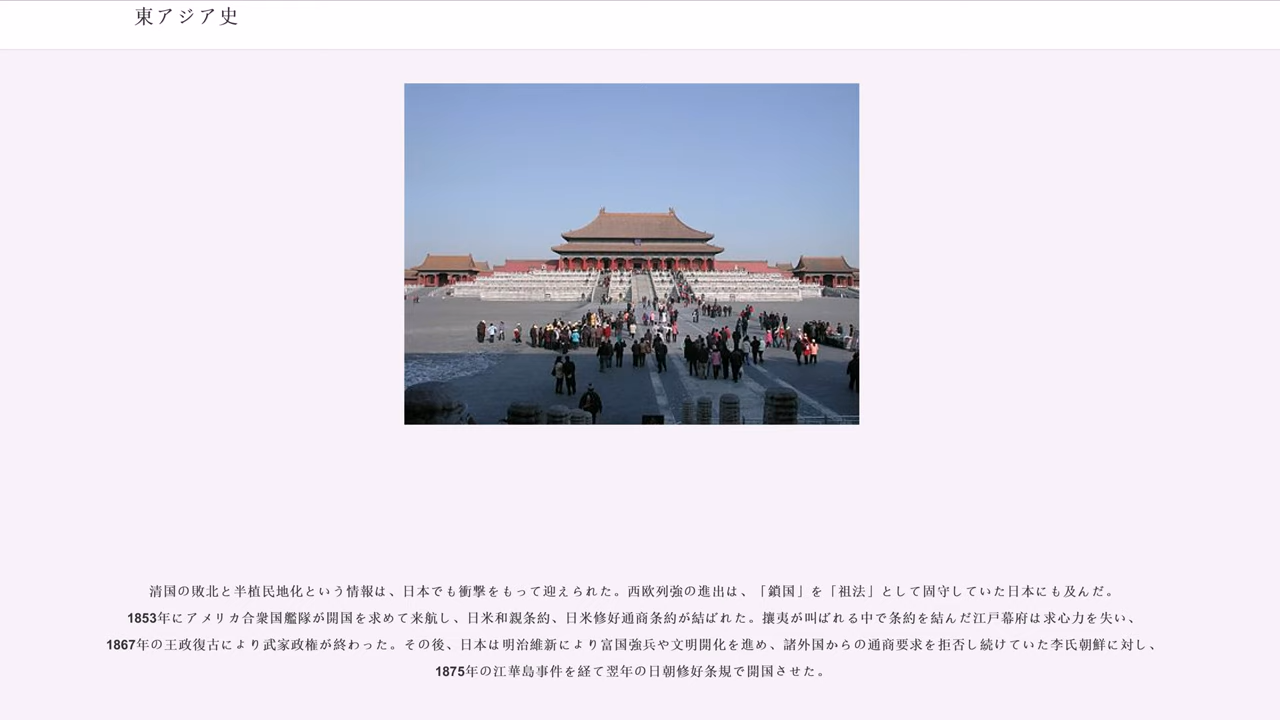 東アジア史
清国の敗北と半植民地化という情報は、日本でも衝撃をもって迎えられた。西欧列強の進出は、「鎖国」を「祖法」として固守していた日本にも及んだ。
1853年にアメリカ合衆国艦隊が開国を求めて来航し、日米和親条約、日米修好通商条約が結ばれた。攘夷が叫ばれる中で条約を結んだ江戸幕府は求心力を失い、
1867年の王政復古により武家政権が終わった。その後、日本は明治維新により富国強兵や文明開化を進め、諸外国からの通商要求を拒否し続けていた李氏朝鮮に対し、
1875年の江華島事件を経て翌年の日朝修好条規で開国させた。